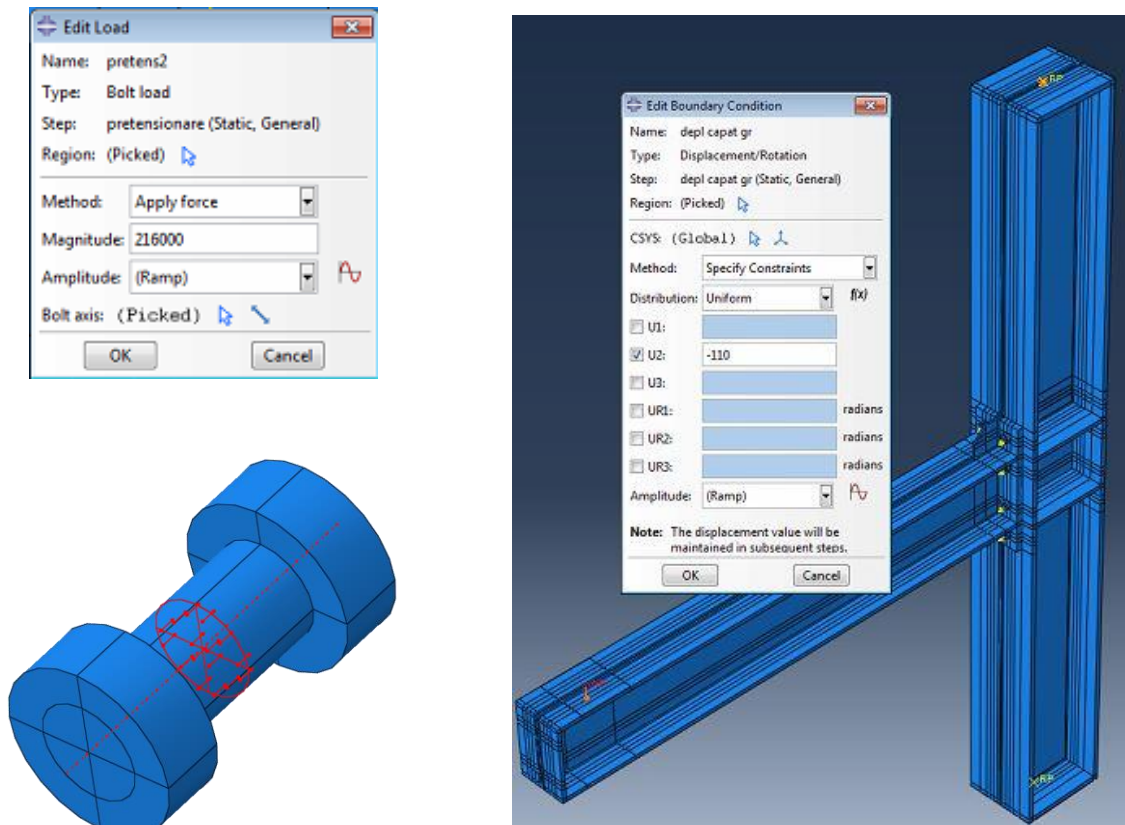 Edit Load
Name: pretens2
Type: Bolt load
Step: pretensionare (Static, General)
Region: (Picked)
Method: Apply force
Magnitude: 216000
Amplitude: (Ramp)
Bolt axis: (Picked)
OK Cancel
Edit Boundary Condition
Name: depl capat gr
Type: Displacement/Rotation
Step: depl capat gr (Static, General)
Region: (Picked)
CSYS: (Global)
Method: Specify Constraints
Distribution: Uniform f(x)
U1:
U2: -110
U3:
UR1: radians
UR2: radians
UR3: radians
Amplitude: (Ramp)
Note: The displacement value will be
maintained in subsequent steps.
OK Cancel
RP
RP